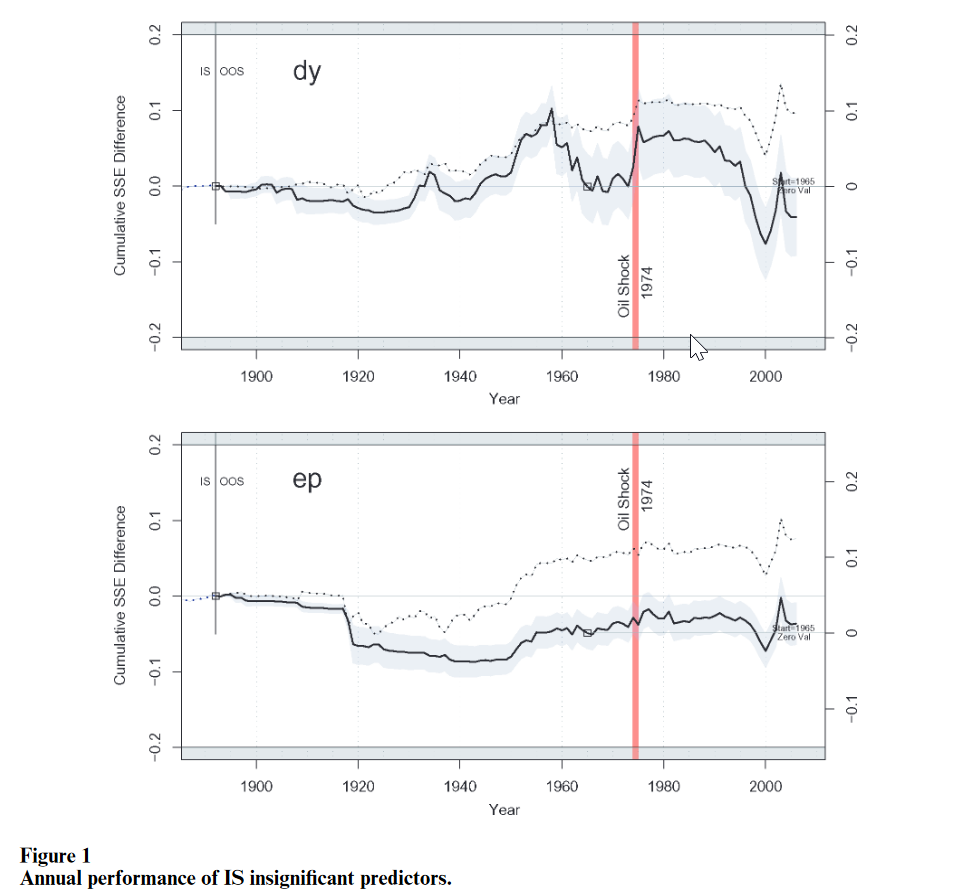 0.2
0.2
IS OOS
dy
0.1
0.1
Cumulative SSE Difference
0.0
0
Start=1965
Zero Val
−0.1
−0.1
Oil Shock
1974
−0.2
−0.2
1900 1920 1940 1960 1980 2000
Year
0.2
0.2
IS OOS
ep
Oil Shock
1974
0.1
0.1
Cumulative SSE Difference
0.0
0
Start=1965
Zero Val
−0.1
−0.1
−0.2
1900 1920 1940 1960 1980 2000
Year
Figure 1
Annual performance of IS insignificant predictors.